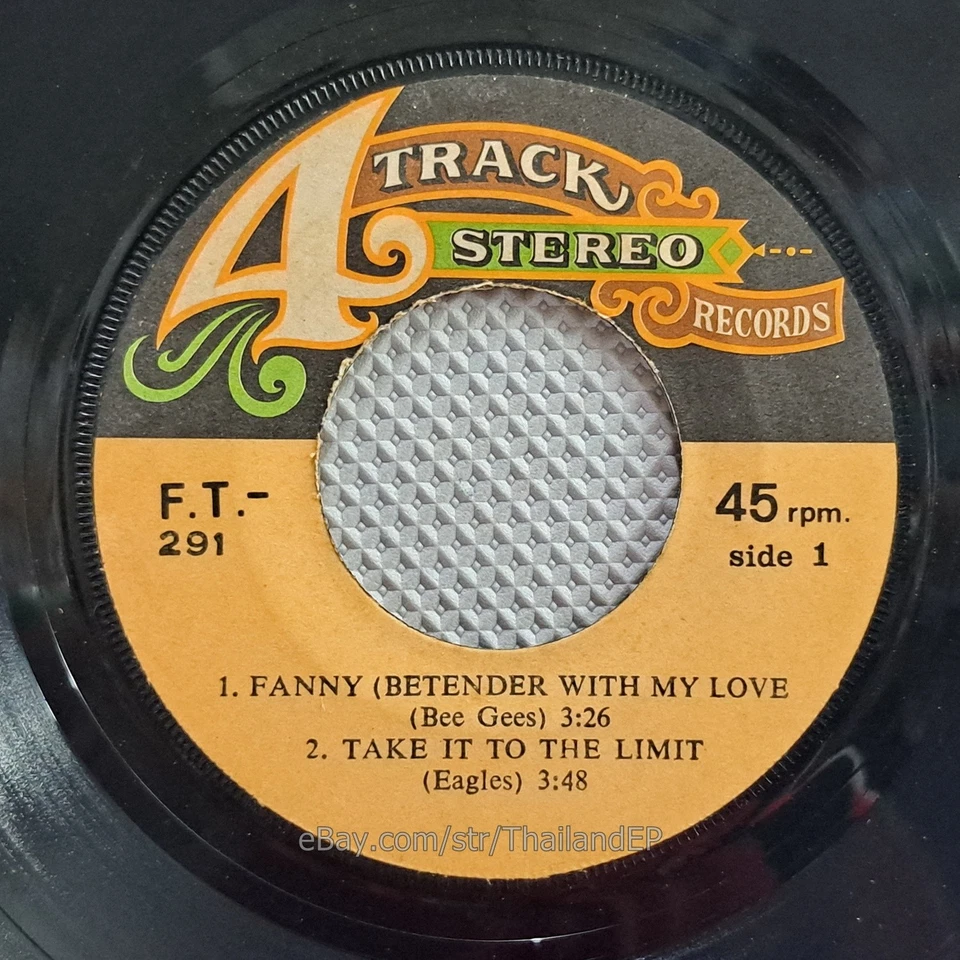 4 TRACK
STEREO
RECORDS
F.T.-
291
45 rpm.
side 1
1. FANNY (BETENDER WITH MY LOVE
(Bee Gees) 3:26
2. TAKE IT TO THE LIMIT
(Eagles) 3:48
eBay.com/str/ThailandEP